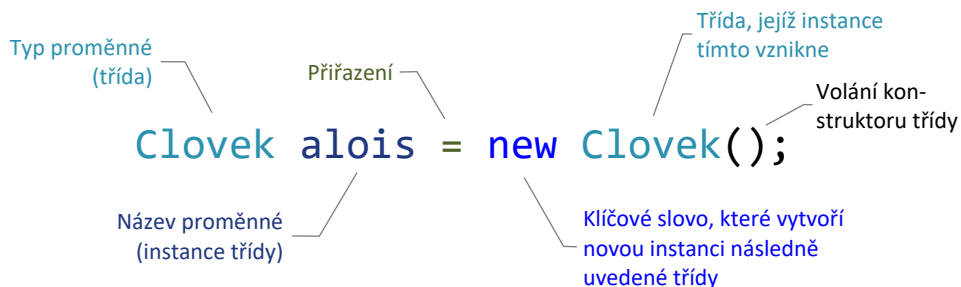 Typ proměnné
(třída)
Přiřazení
Třída, jejíž instance
tímto vznikne
Volání kon-
struktoru třídy
Clovek alois = new Clovek();
Název proměnné
(instance třídy)
Klíčové slovo, které vytvoří
novou instanci následně
uvedené třídy